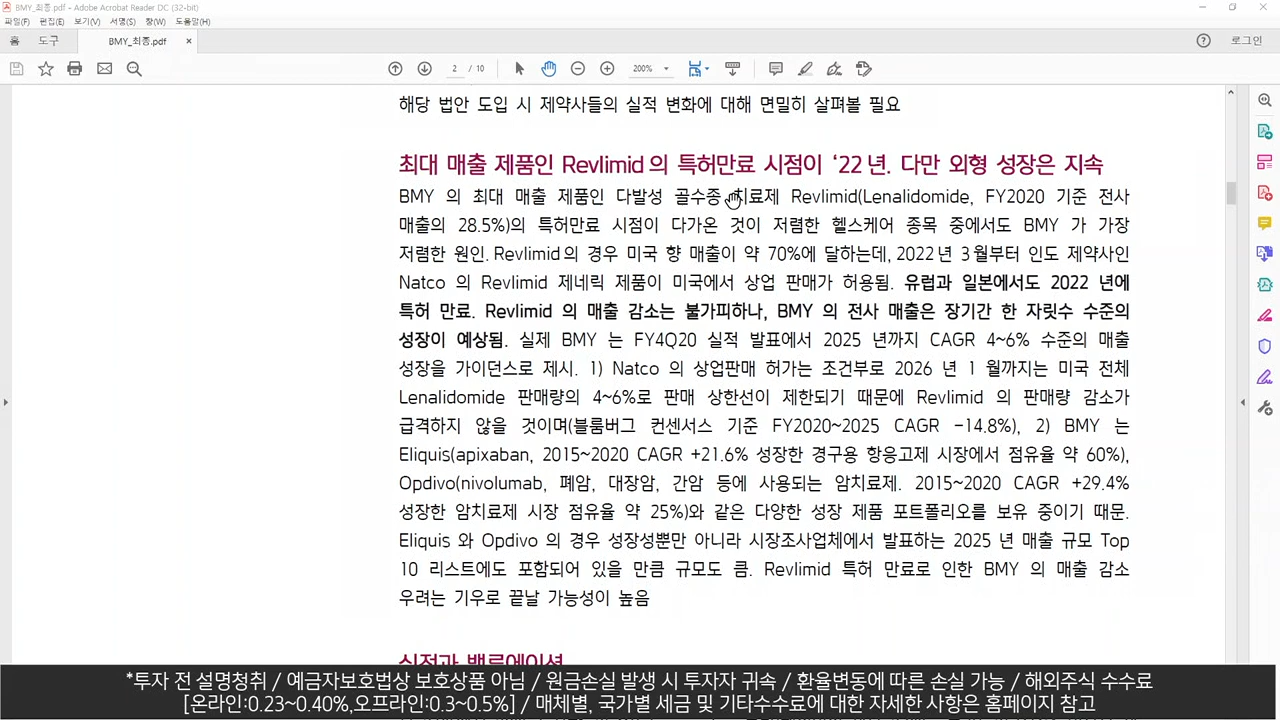 BMY_최종.pdf - Adobe Acrobat Reader DC (32-bit)
파일(F) 편집(E) 보기(V) 서명(S) 창(W) 도움말(H)
홈 도구 BMY_최종.pdf × 로그인
2 / 10 200%
해당 법안 도입 시 제약사들의 실적 변화에 대해 면밀히 살펴볼 필요
최대 매출 제품인 Revlimid의 특허만료 시점이 ‘22년. 다만 외형 성장은 지속
BMY 의 최대 매출 제품인 다발성 골수종 치료제 Revlimid(Lenalidomide, FY2020 기준 전사
매출의 28.5%)의 특허만료 시점이 다가온 것이 저렴한 헬스케어 종목 중에서도 BMY 가 가장
저렴한 원인. Revlimid의 경우 미국 향 매출이 약 70%에 달하는데, 2022년 3월부터 인도 제약사인
Natco 의 Revlimid 제네릭 제품이 미국에서 상업 판매가 허용됨. 유럽과 일본에서도 2022 년에
특허 만료. Revlimid 의 매출 감소는 불가피하나, BMY 의 전사 매출은 장기간 한 자릿수 수준의
성장이 예상됨. 실제 BMY 는 FY4Q20 실적 발표에서 2025 년까지 CAGR 4~6% 수준의 매출
성장을 가이던스로 제시. 1) Natco 의 상업판매 허가는 조건부로 2026 년 1 월까지는 미국 전체
Lenalidomide 판매량의 4~6%로 판매 상한선이 제한되기 때문에 Revlimid 의 판매량 감소가
급격하지 않을 것이며(블룸버그 컨센서스 기준 FY2020~2025 CAGR -14.8%), 2) BMY 는
Eliquis(apixaban, 2015~2020 CAGR +21.6% 성장한 경구용 항응고제 시장에서 점유율 약 60%),
Opdivo(nivolumab, 폐암, 대장암, 간암 등에 사용되는 암치료제. 2015~2020 CAGR +29.4%
성장한 암치료제 시장 점유율 약 25%)와 같은 다양한 성장 제품 포트폴리오를 보유 중이기 때문.
Eliquis 와 Opdivo 의 경우 성장성뿐만 아니라 시장조사업체에서 발표하는 2025 년 매출 규모 Top
10 리스트에도 포함되어 있을 만큼 규모도 큼. Revlimid 특허 만료로 인한 BMY 의 매출 감소
우려는 기우로 끝날 가능성이 높음
실적과 밸류에이션
*투자 전 설명청취 / 예금자보호법상 보호상품 아님 / 원금손실 발생 시 투자자 귀속 / 환율변동에 따른 손실 가능 / 해외주식 수수료
[온라인:0.23~0.40%,오프라인:0.3~0.5%] / 매체별, 국가별 세금 및 기타수수료에 대한 자세한 사항은 홈페이지 참고